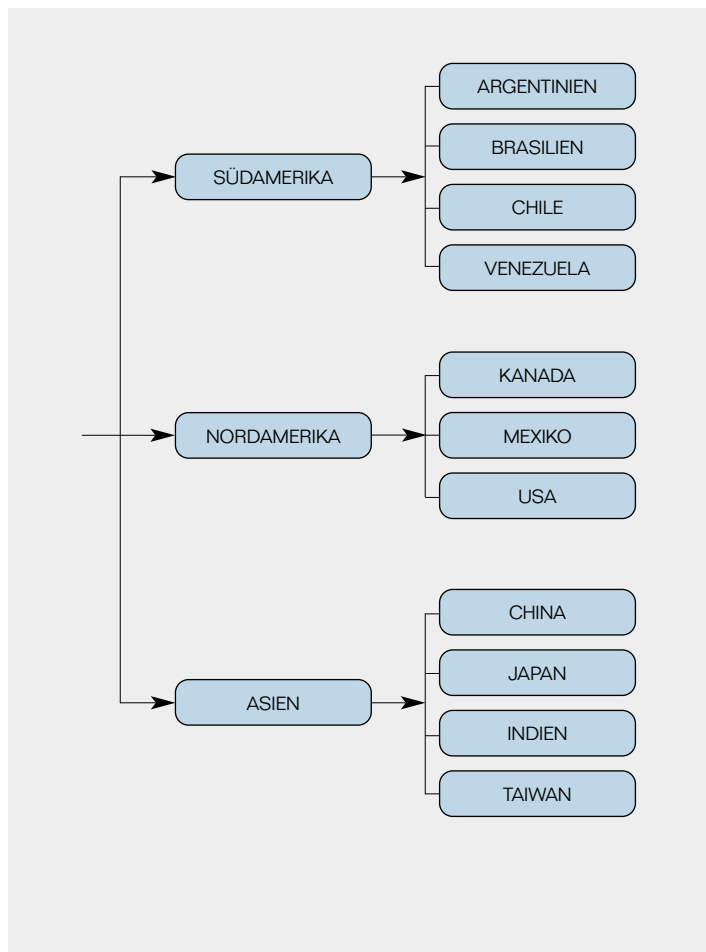 SÜDAMERIKA
ARGENTINIEN
BRASILIEN
CHILE
VENEZUELA
NORDAMERIKA
KANADA
MEXIKO
USA
ASIEN
CHINA
JAPAN
INDIEN
TAIWAN